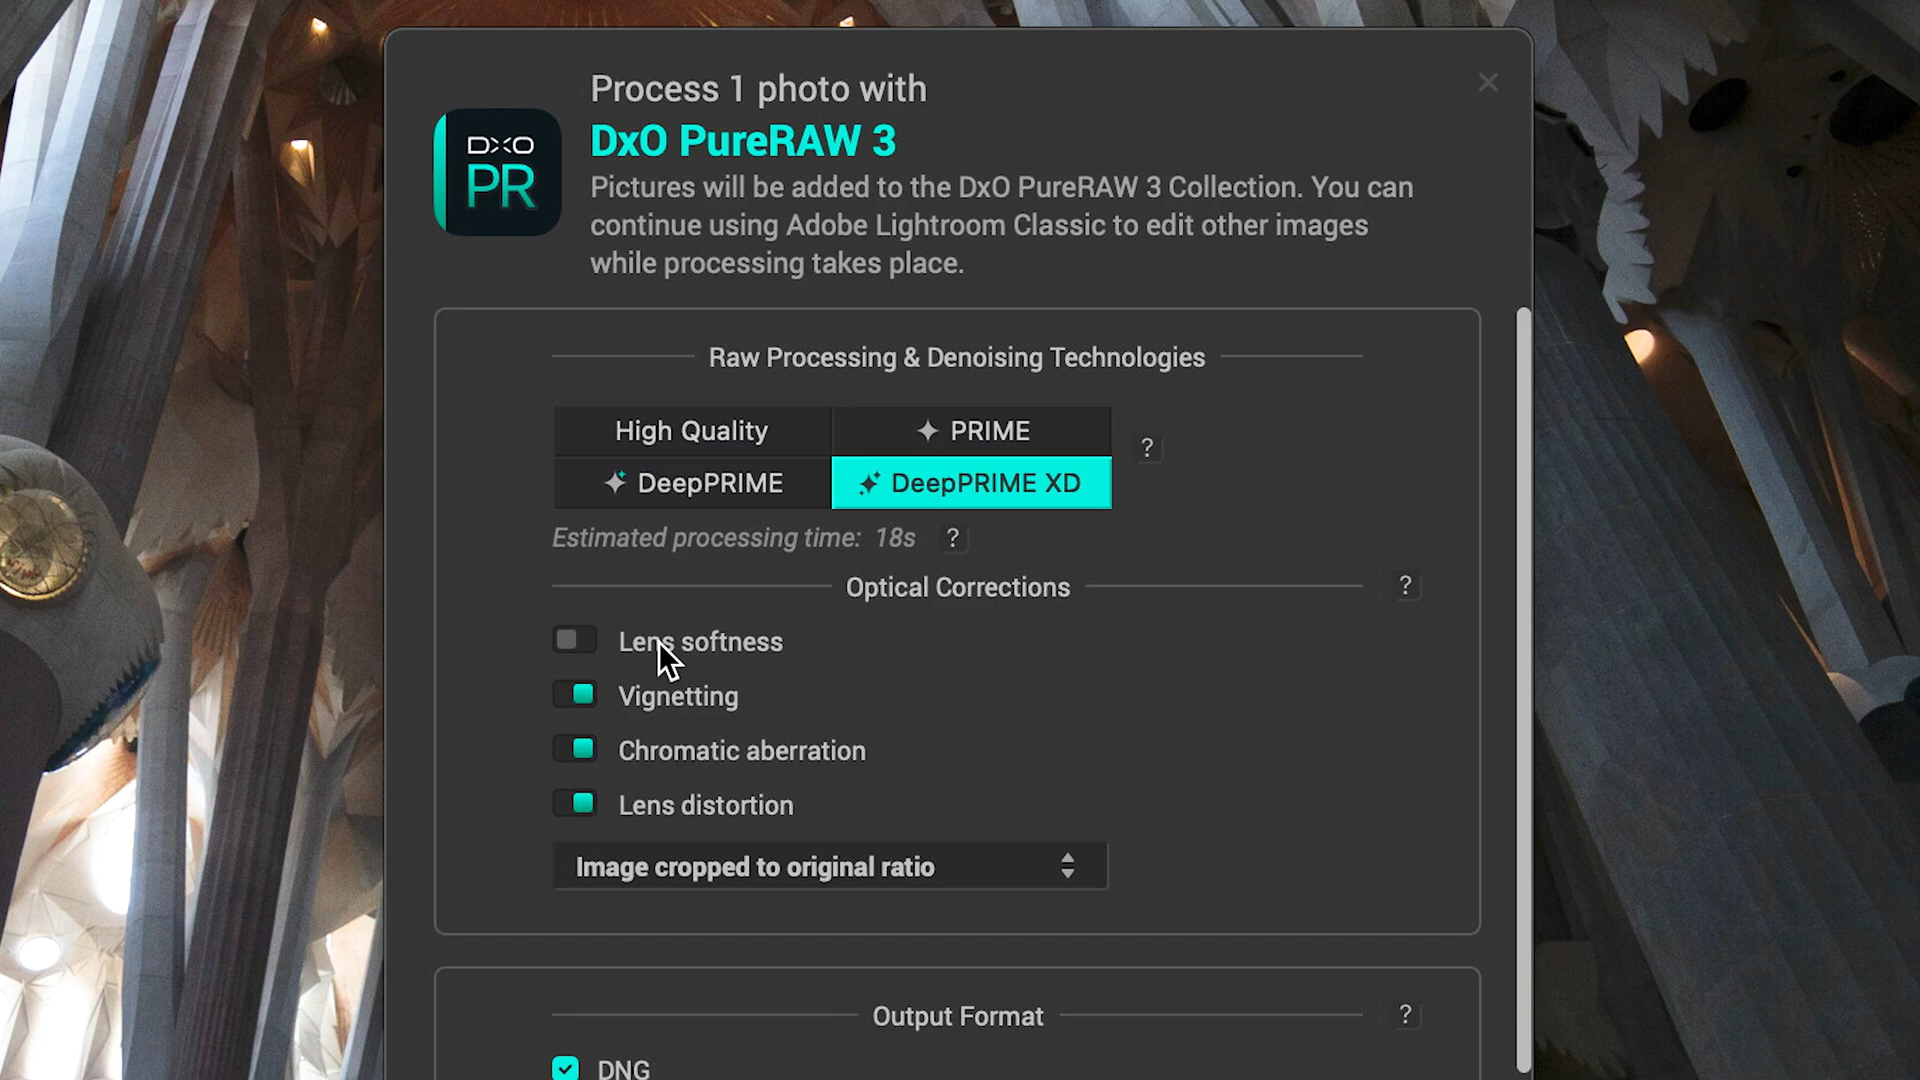 Process 1 photo with
DXO
PR
DxO PureRAW 3
Pictures will be added to the DxO PureRAW 3 Collection. You can
continue using Adobe Lightroom Classic to edit other images
while processing takes place.
Raw Processing & Denoising Technologies
High Quality
PRIME
?
DeepPRIME
DeepPRIME XD
Estimated processing time: 18s ?
Optical Corrections ?
Lens softness
Vignetting
Chromatic aberration
Lens distortion
Image cropped to original ratio
Output Format ?
DNG